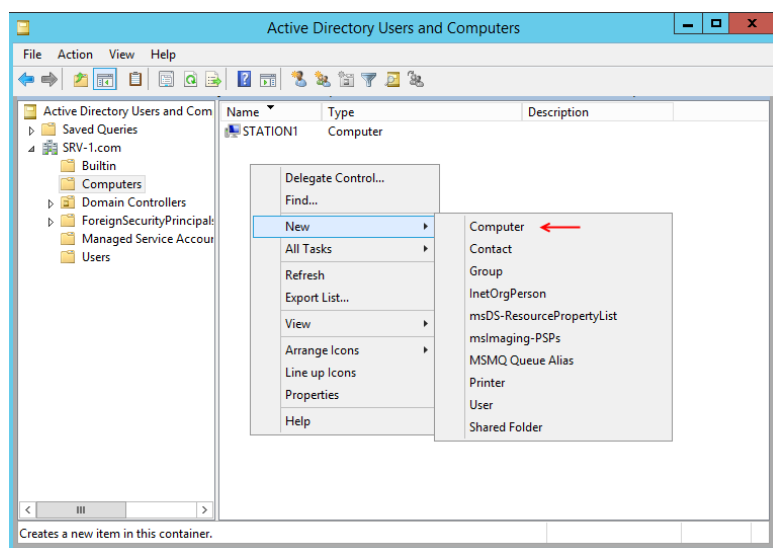 Active Directory Users and Computers
File Action View Help
Active Directory Users and Com
Name Type Description
Saved Queries
STATION1 Computer
SRV-1.com
Builtin
Computers
Domain Controllers
ForeignSecurityPrincipals
Managed Service Accour
Users
Delegate Control...
Find...
New
All Tasks
Refresh
Export List...
View
Arrange Icons
Line up Icons
Properties
Help
Computer
Contact
Group
InetOrgPerson
msDS-ResourcePropertyList
msImaging-PSPs
MSMQ Queue Alias
Printer
User
Shared Folder
Creates a new item in this container.